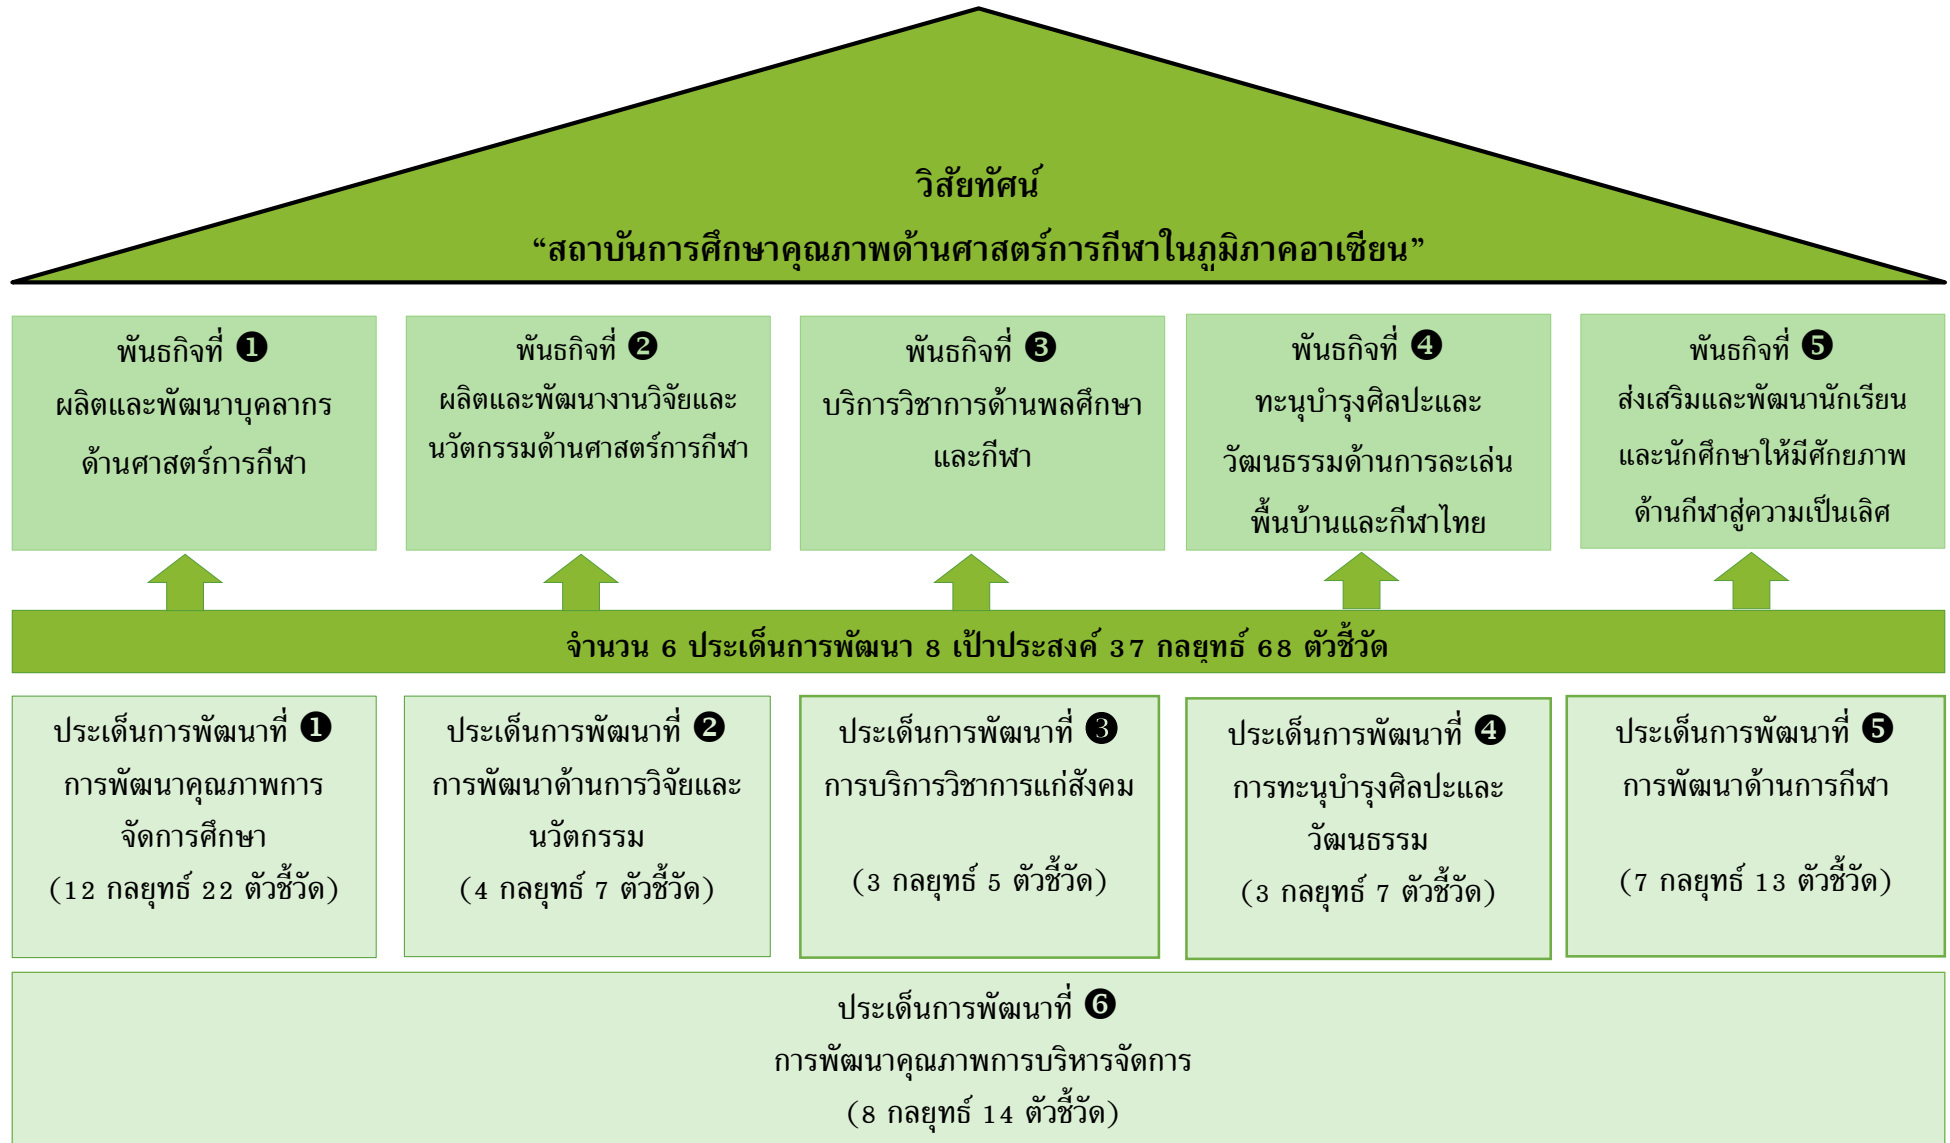 วิสัยทัศน์
“สถาบันการศึกษาคุณภาพด้านศาสตร์การกีฬาในภูมิภาคอาเซียน”
พันธกิจที่ ❶
ผลิตและพัฒนาบุคลากร
ด้านศาสตร์การกีฬา
พันธกิจที่ ❷
ผลิตและพัฒนางานวิจัยและ
นวัตกรรมด้านศาสตร์การกีฬา
พันธกิจที่ ❸
บริการวิชาการด้านพลศึกษา
และกีฬา
พันธกิจที่ ❹
ทะนุบำรุงศิลปะและ
วัฒนธรรมด้านการละเล่น
พื้นบ้านและกีฬาไทย
พันธกิจที่ ❺
ส่งเสริมและพัฒนานักเรียน
และนักศึกษาให้มีศักยภาพ
ด้านกีฬาสู่ความเป็นเลิศ
จำนวน 6 ประเด็นการพัฒนา 8 เป้าประสงค์ 37 กลยุทธ์ 68 ตัวชี้วัด
ประเด็นการพัฒนาที่ ❶
การพัฒนาคุณภาพการ
จัดการศึกษา
(12 กลยุทธ์ 22 ตัวชี้วัด)
ประเด็นการพัฒนาที่ ❷
การพัฒนาด้านการวิจัยและ
นวัตกรรม
(4 กลยุทธ์ 7 ตัวชี้วัด)
ประเด็นการพัฒนาที่ ❸
การบริการวิชาการแก่สังคม
(3 กลยุทธ์ 5 ตัวชี้วัด)
ประเด็นการพัฒนาที่ ❹
การทะนุบำรุงศิลปะและ
วัฒนธรรม
(3 กลยุทธ์ 7 ตัวชี้วัด)
ประเด็นการพัฒนาที่ ❺
การพัฒนาด้านการกีฬา
(7 กลยุทธ์ 13 ตัวชี้วัด)
ประเด็นการพัฒนาที่ ❻
การพัฒนาคุณภาพการบริหารจัดการ
(8 กลยุทธ์ 14 ตัวชี้วัด)